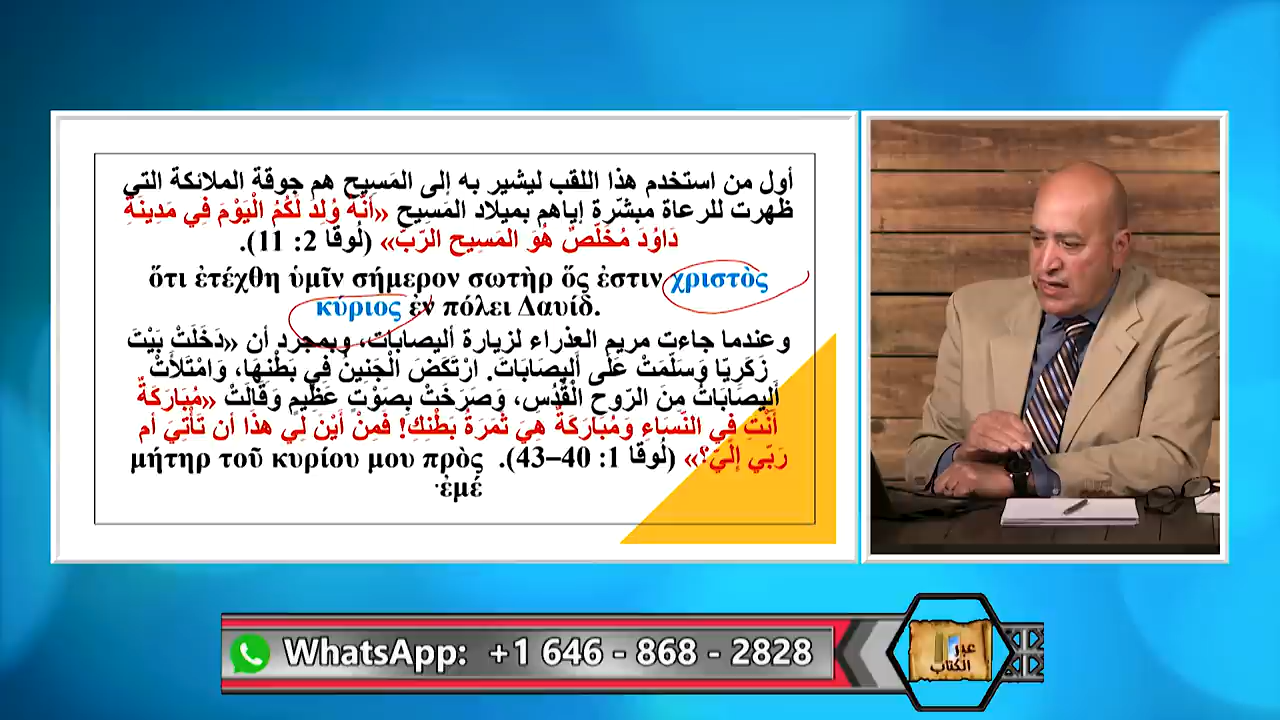 أول من استخدم هذا اللقب ليشير به إلى المَسيح هم جوقة الملائكة التي
ظهرت للرعاة مبشّرة إياهم بميلاد المَسيح «أَنَّهُ وُلِدَ لَكُمُ الْيَوْمَ فِي مَدِينَةِ
دَاوُدَ مُخَلِّصٌ هُوَ المَسِيح الرّبّ» (لُوقَا 2: 11).
ὅτι ἐτέχθη ὑμῖν σήμερον σωτὴρ ὅς ἐστιν χριστὸς
κύριος ἐν πόλει Δαυίδ.
وعندما جاءت مريم العذراء لزيارة أليصابات، وبمجرد أن «دَخَلَتْ بَيْتَ
زَكَرِيّا وَسَلَّمَتْ عَلَى أَلِيصَابَاتَ. ارْتَكَضَ الْجَنِينُ فِي بَطْنِهَا، وَامْتَلَأَتْ
أَلِيصَابَاتُ مِنَ الرّوحِ الْقُدُس، وَصَرَخَتْ بِصَوْتٍ عَظِيمٍ وَقَالَتْ «مُبَارَكَةٌ
أَنْتِ فِي النّسَاءِ وَمُبَارَكَةٌ هِيَ ثَمَرَةُ بَطْنِكِ! فَمِنْ أَيْنَ لِي هذَا أن تَأْتِيَ أم
رَبّي إِلَيّ؟» (لُوقَا 1: 40–43). μήτηρ τοῦ κυρίου μου πρὸς
ἐμέ·
WhatsApp: +1 646 - 868 - 2828
عبر
الكتاب